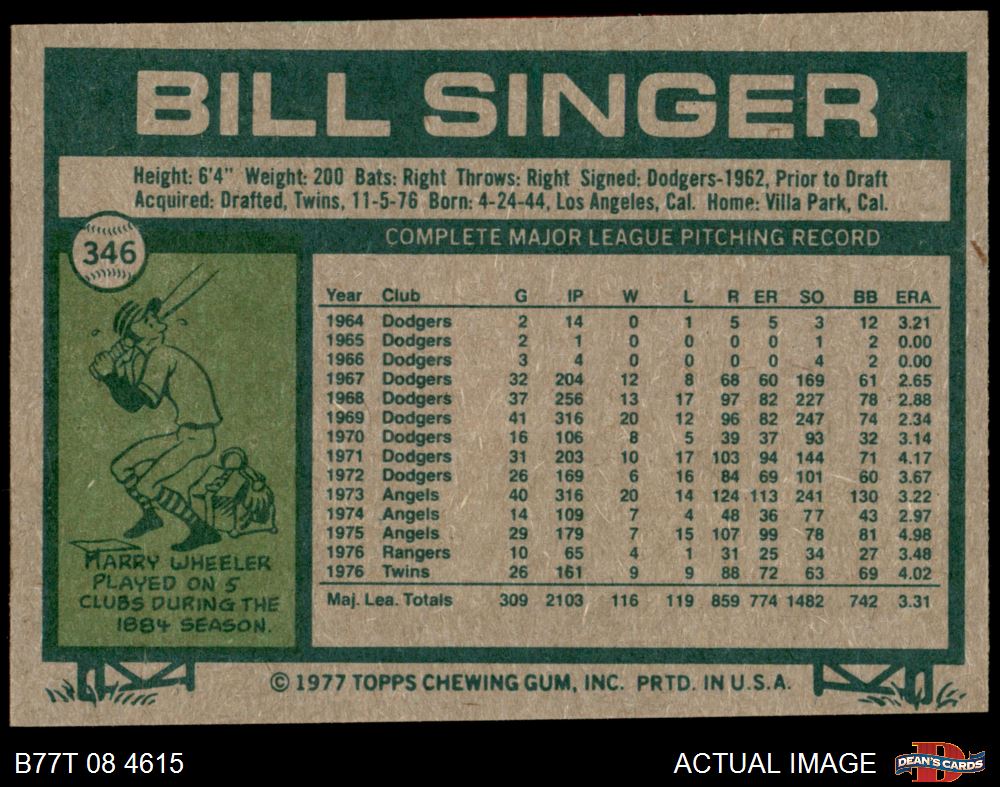 BILL SINGER
Height: 6'4" Weight: 200 Bats: Right Throws: Right Signed: Dodgers-1962, Prior to Draft
Acquired: Drafted, Twins, 11-5-76 Born: 4-24-44, Los Angeles, Cal. Home: Villa Park, Cal.
346
COMPLETE MAJOR LEAGUE PITCHING RECORD
Year Club G IP W L R ER SO BB ERA
1964 Dodgers 2 14 0 1 5 5 3 12 3.21
1965 Dodgers 2 1 0 0 0 0 1 2 0.00
1966 Dodgers 3 4 0 0 0 0 4 2 0.00
1967 Dodgers 32 204 12 8 68 60 169 61 2.65
1968 Dodgers 37 256 13 17 97 82 227 78 2.88
1969 Dodgers 41 316 20 12 96 82 247 74 2.34
1970 Dodgers 16 106 8 5 39 37 93 32 3.14
1971 Dodgers 31 203 10 17 103 94 144 71 4.17
1972 Dodgers 26 169 6 16 84 69 101 60 3.67
1973 Angels 40 316 20 14 124 113 241 130 3.22
1974 Angels 14 109 7 4 48 36 77 43 2.97
1975 Angels 29 179 7 15 107 99 78 81 4.98
1976 Rangers 10 65 4 1 31 25 34 27 3.48
1976 Twins 26 161 9 9 88 72 63 69 4.02
Maj. Lea. Totals 309 2103 116 119 859 774 1482 742 3.31
HARRY WHEELER
PLAYED ON 5
CLUBS DURING THE
1884 SEASON.
© 1977 TOPPS CHEWING GUM, INC. PRTD. IN U.S.A.
B77T 08 4615
ACTUAL IMAGE
DEAN'S CARDS